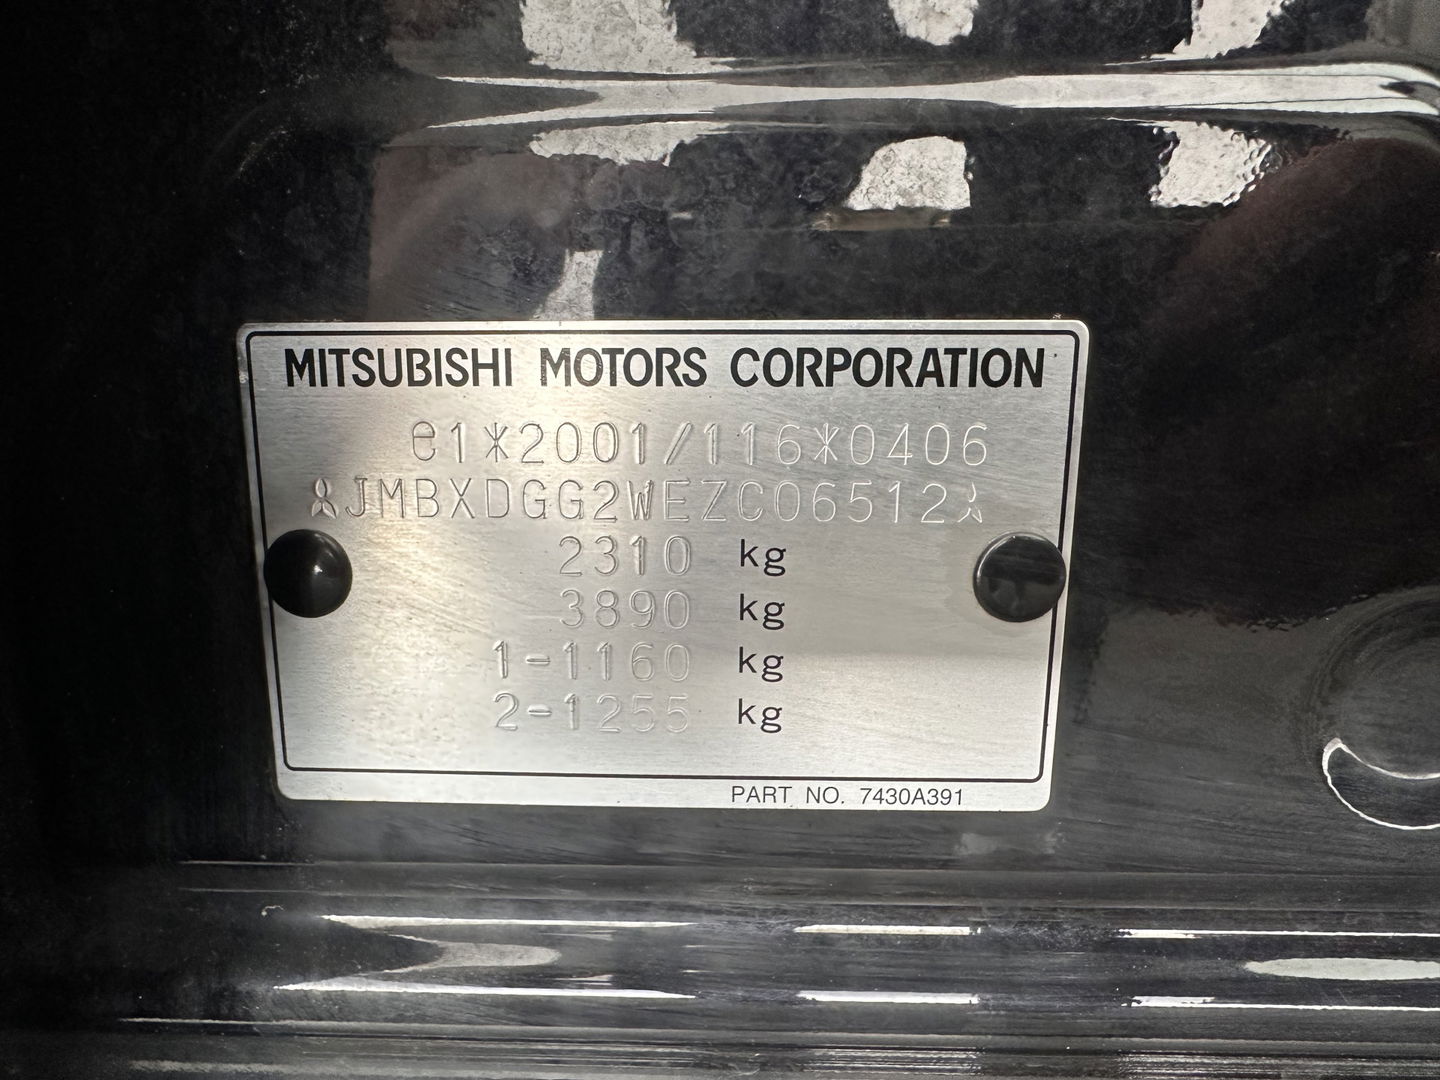 MITSUBISHI MOTORS CORPORATION
e1*2001/116*0406
JMBXDGG2WEZC06512
2310 kg
3890 kg
1-1160 kg
2-1255 kg
PART NO. 7430A391